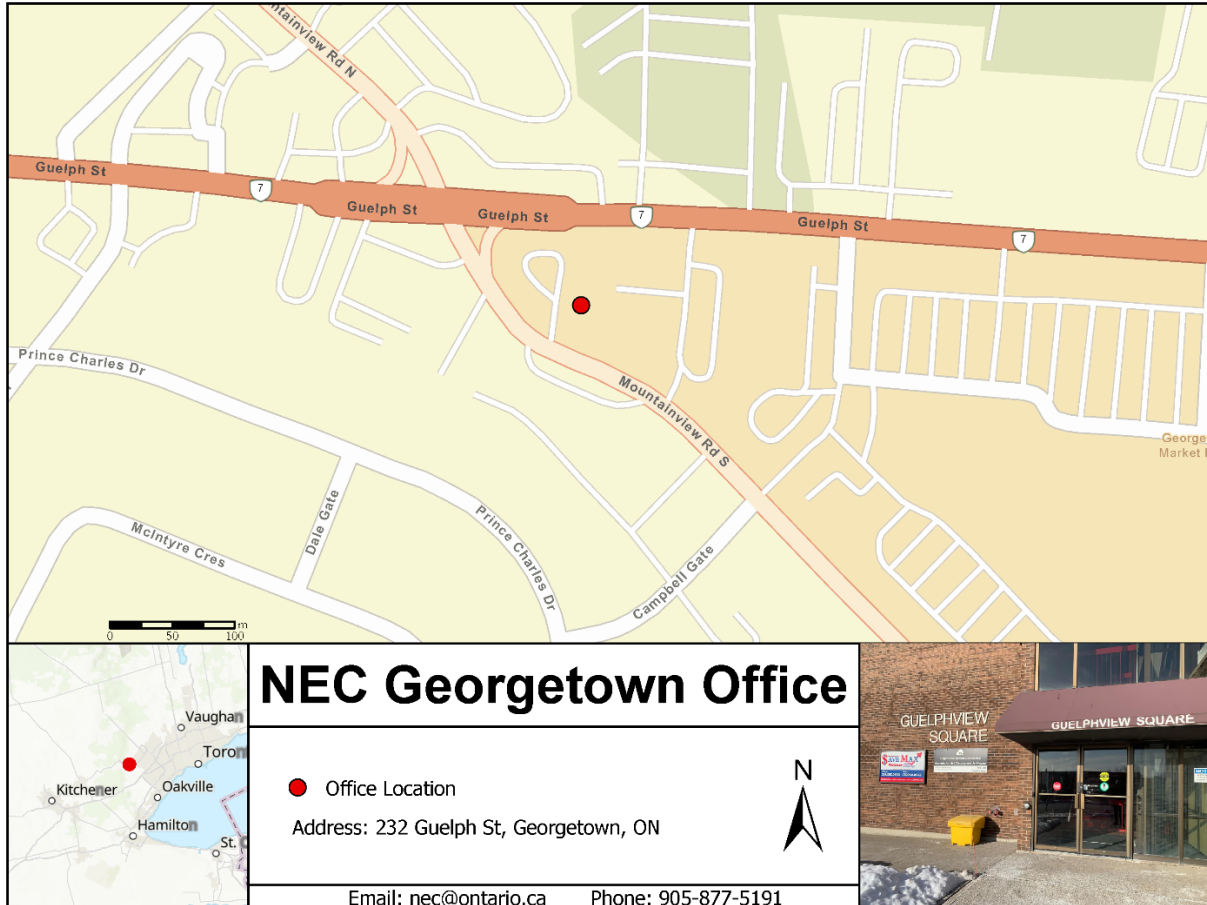 ntainview Rd N
Guelph St
7
Guelph St
Guelph St
7
Guelph St
7
Prince Charles Dr
Mountainview Rd S
George
Market
Dale Gate
McIntyre Cres
Prince Charles Dr
Campbell Gate
m
0 50 100
Vaughan
Toron
Kitchener
Oakville
Hamilton
St.
NEC Georgetown Office
Office Location
N
Address: 232 Guelph St, Georgetown, ON
Email: nec@ontario.ca Phone: 905-877-5191
GUELPHVIEW
SQUARE
GUELPHVIEW SQUARE
SAVE MAX